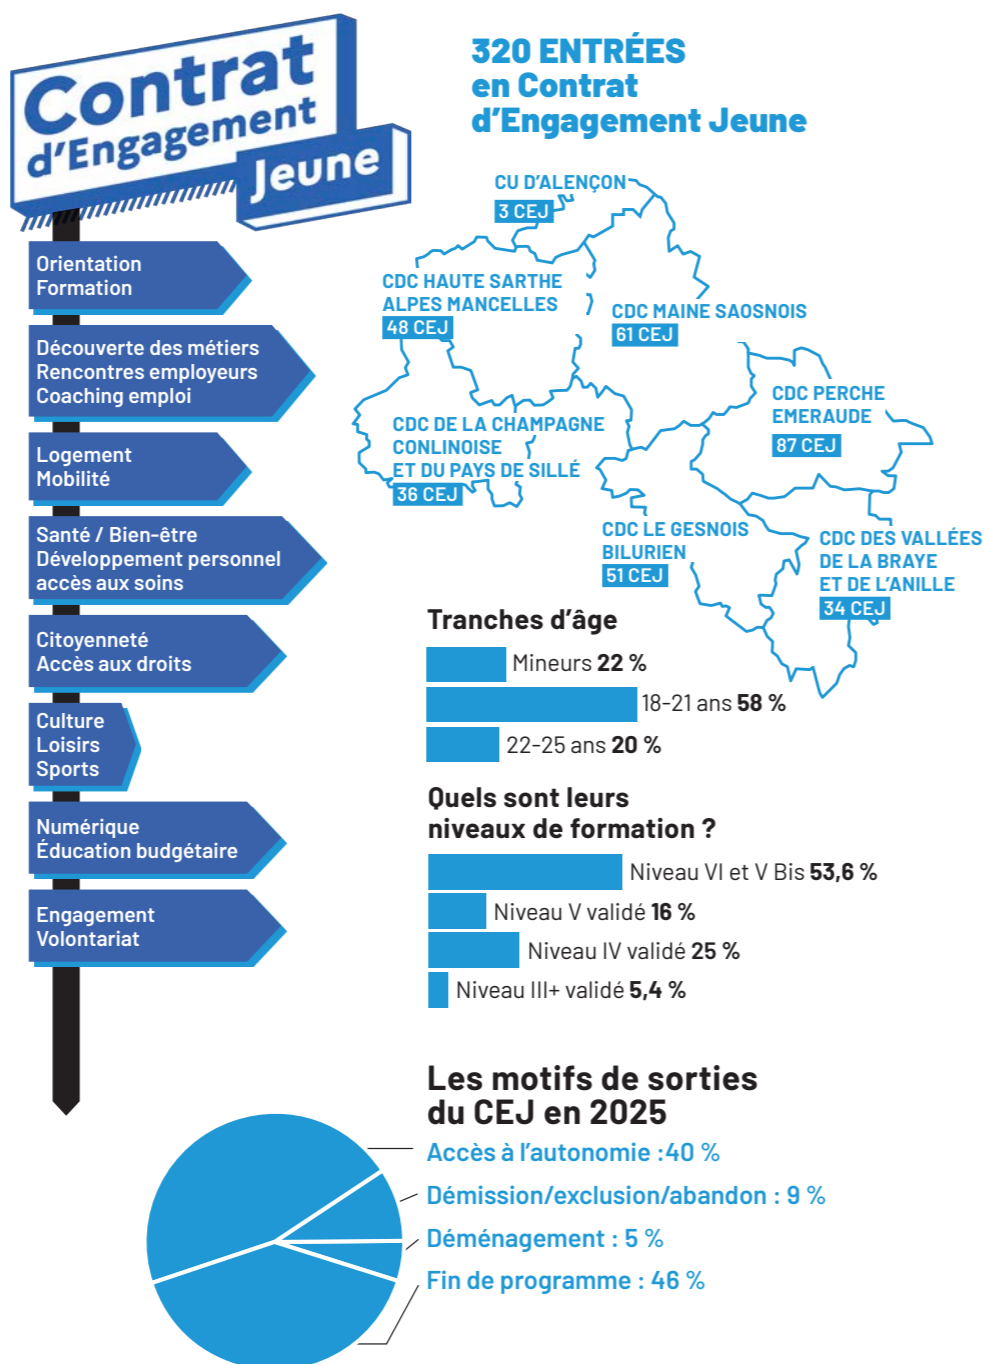 Contrat
d'Engagement
Jeune
Orientation
Formation
Découverte des métiers
Rencontres employeurs
Coaching emploi
Logement
Mobilité
Santé / Bien-être
Développement personnel
accès aux soins
Citoyenneté
Accès aux droits
Culture
Loisirs
Sports
Numérique
Éducation budgétaire
Engagement
Volontariat
320 ENTRÉES
en Contrat
d'Engagement Jeune
CU D'ALENÇON
3 CEJ
CDC HAUTE SARTHE
ALPES MANCELLES
48 CEJ
CDC MAINE SAOSNOIS
61 CEJ
CDC PERCHE
EMERAUDE
87 CEJ
CDC DE LA CHAMPAGNE
CONLINOISE
ET DU PAYS DE SILLÉ
36 CEJ
CDC LE GESNOIS
BILURIEN
51 CEJ
CDC DES VALLÉES
DE LA BRAYE
ET DE L'ANILLE
34 CEJ
Tranches d'âge
Mineurs 22 %
18-21 ans 58 %
22-25 ans 20 %
Quels sont leurs
niveaux de formation ?
Niveau VI et V Bis 53,6 %
Niveau V validé 16 %
Niveau IV validé 25 %
Niveau III+ validé 5,4 %
Les motifs de sorties
du CEJ en 2025
Accès à l'autonomie :40 %
Démission/exclusion/abandon : 9 %
Déménagement : 5 %
Fin de programme : 46 %